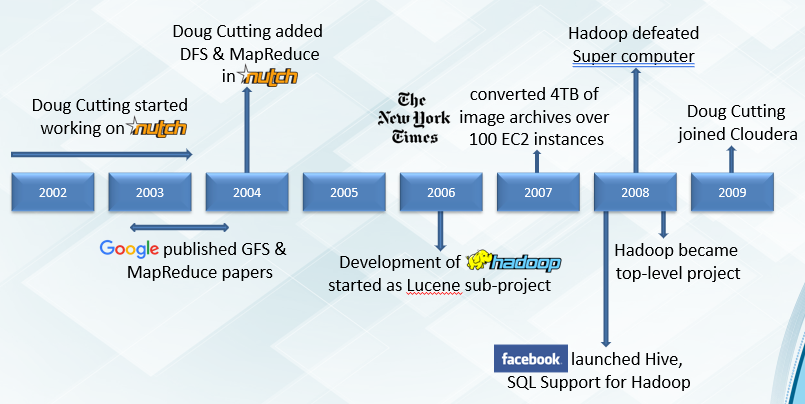 Doug Cutting started
working on nutch
Doug Cutting added
DFS & MapReduce
in nutch
The
New York
Times
converted 4TB of
image archives over
100 EC2 instances
Hadoop defeated
Super computer
Doug Cutting
joined Cloudera
2002
2003
2004
2005
2006
2007
2008
2009
Google published GFS &
MapReduce papers
Development of hadoop
started as Lucene sub-project
Hadoop became
top-level project
facebook launched Hive,
SQL Support for Hadoop